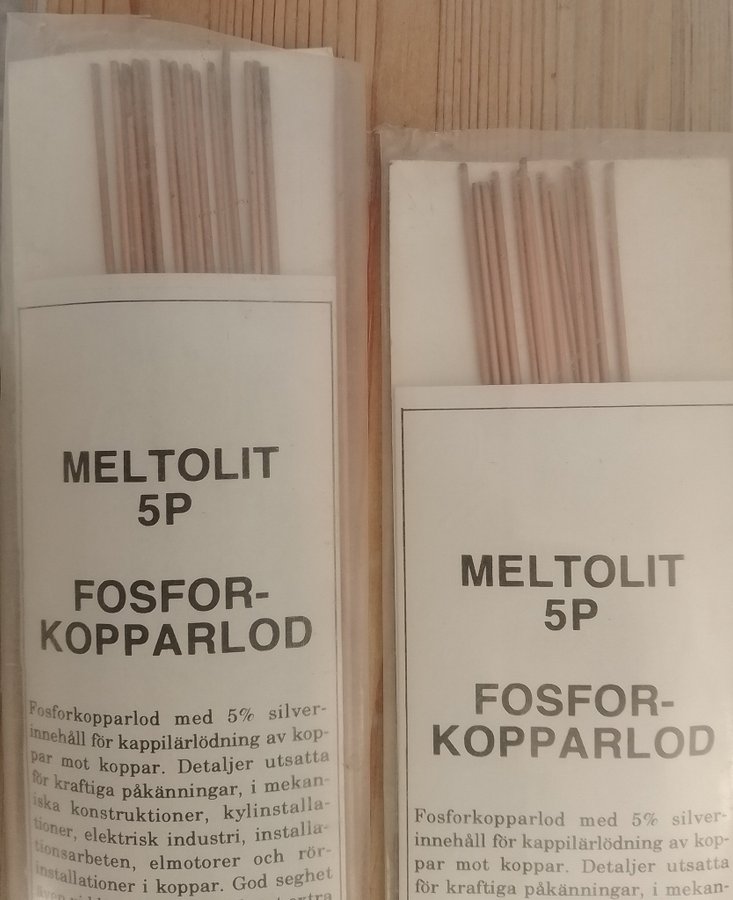 MELTOLIT
5P
FOSFOR-
KOPPARLOD
Fosforkopparlod med 5% silver-
innehåll för kappilärlödning av kop-
par mot koppar. Detaljer utsatta
för kraftiga påkänningar, i mekan-
iska konstruktioner, kylinstalla-
tioner, elektrisk industri, installa-
tionsarbeten, elmotorer och rör-
installationer i koppar. God seghet
även extra
MELTOLIT
5P
FOSFOR-
KOPPARLOD
Fosforkopparlod med 5% silver-
innehåll för kappilärlödning av kop-
par mot koppar. Detaljer utsatta
för kraftiga påkänningar, i mekan-